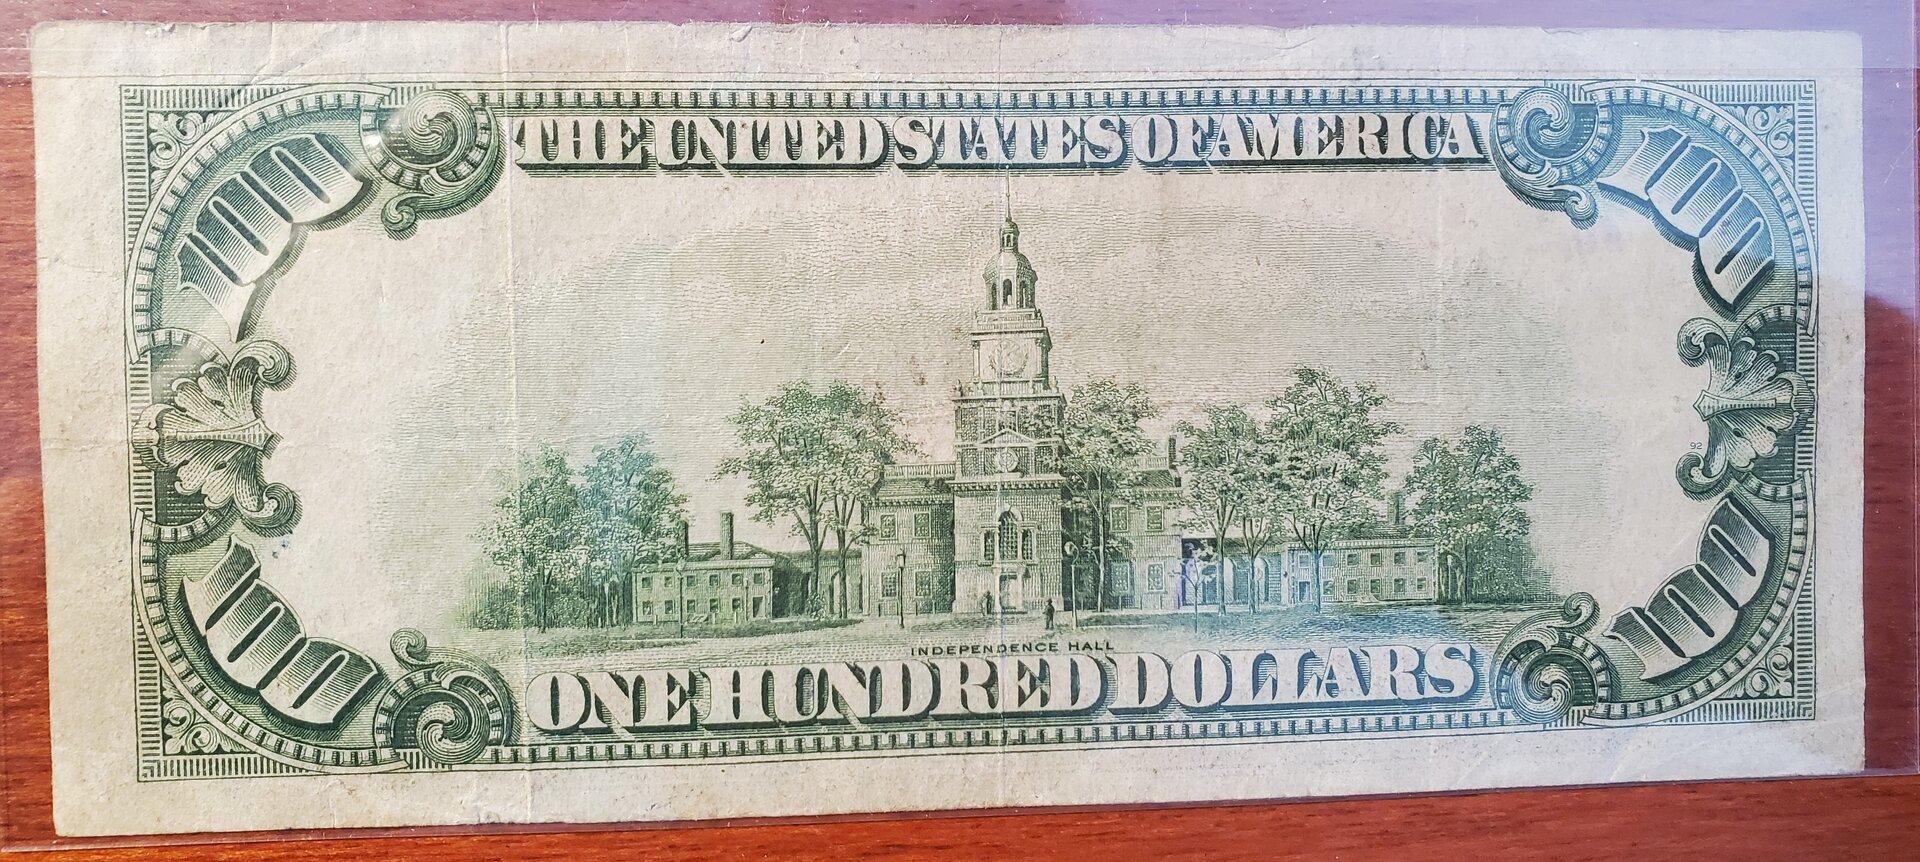 THE UNITED STATES OF AMERICA
100
100
92
100
100
INDEPENDENCE HALL
ONE HUNDRED DOLLARS